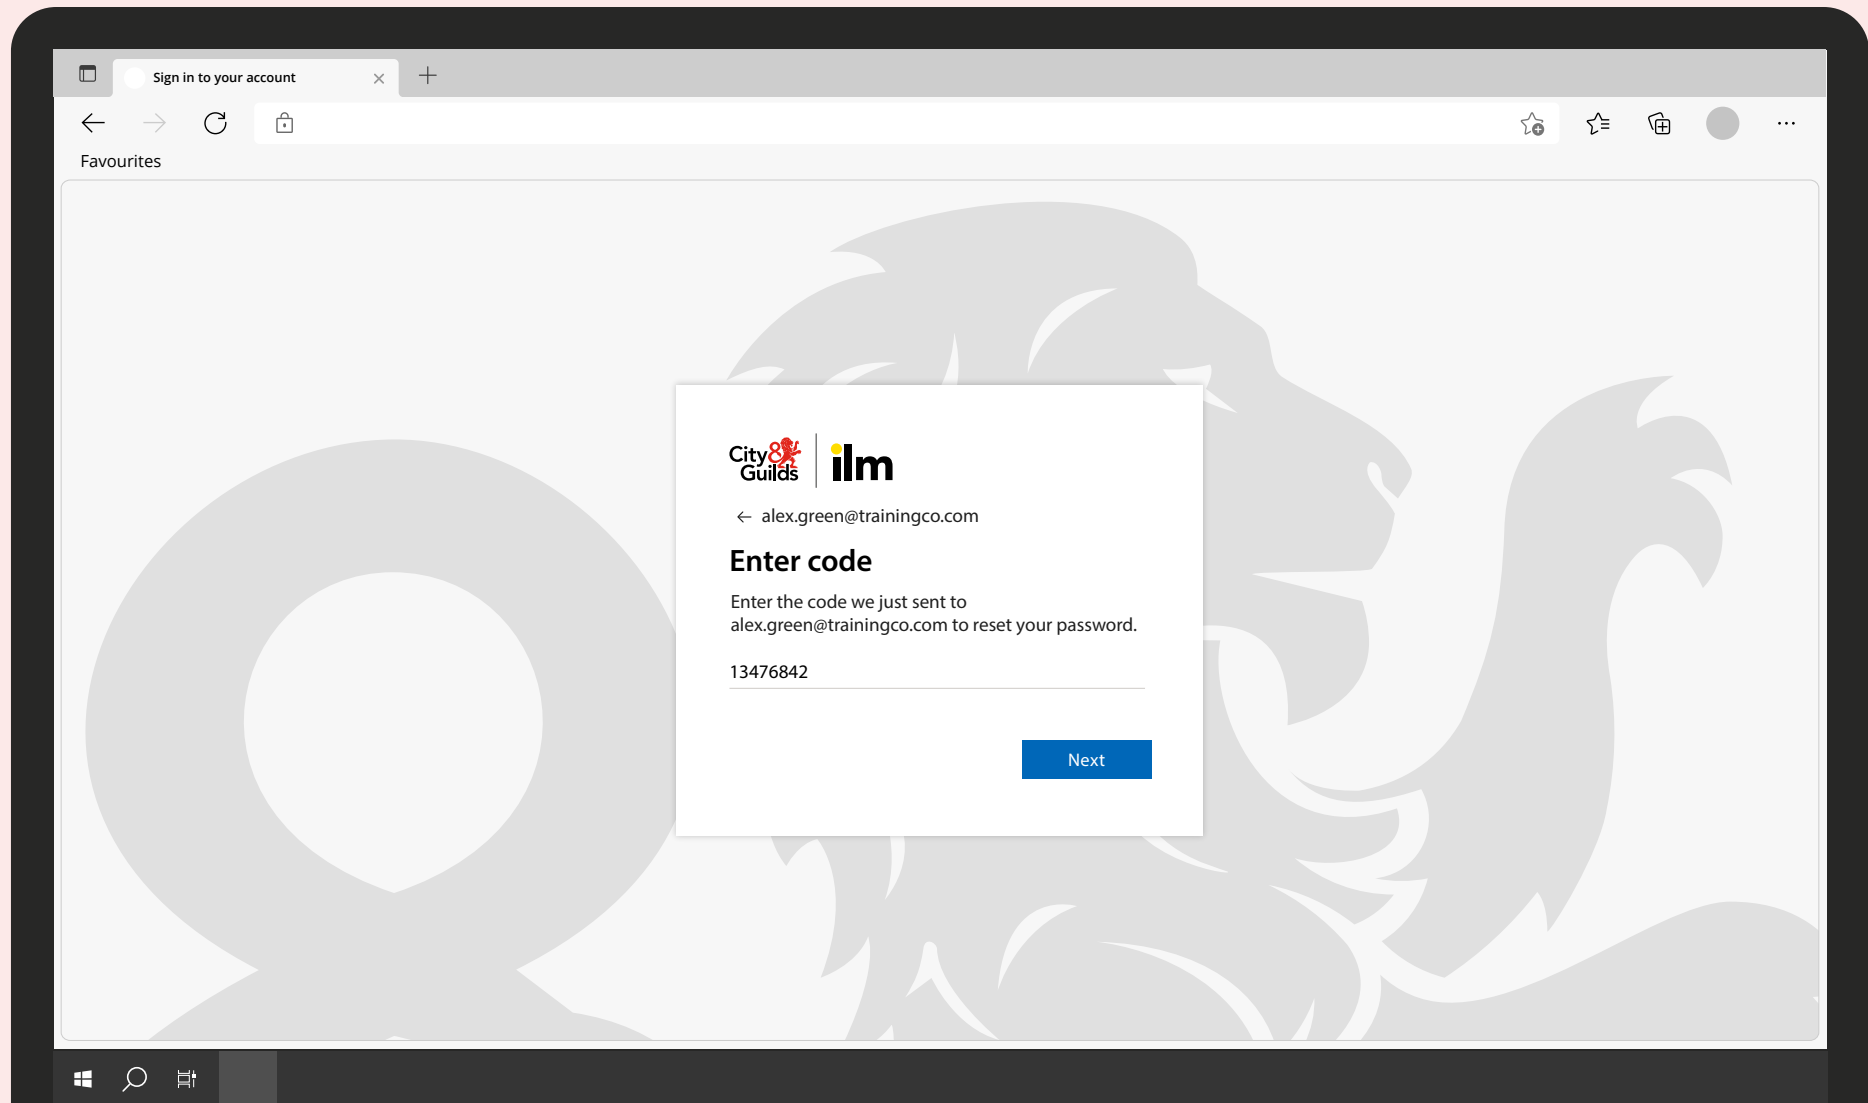 Sign in to your account
Favourites
City &
Guilds
ilm
alex.green@trainingco.com
Enter code
Enter the code we just sent to
alex.green@trainingco.com to reset your password.
13476842
Next